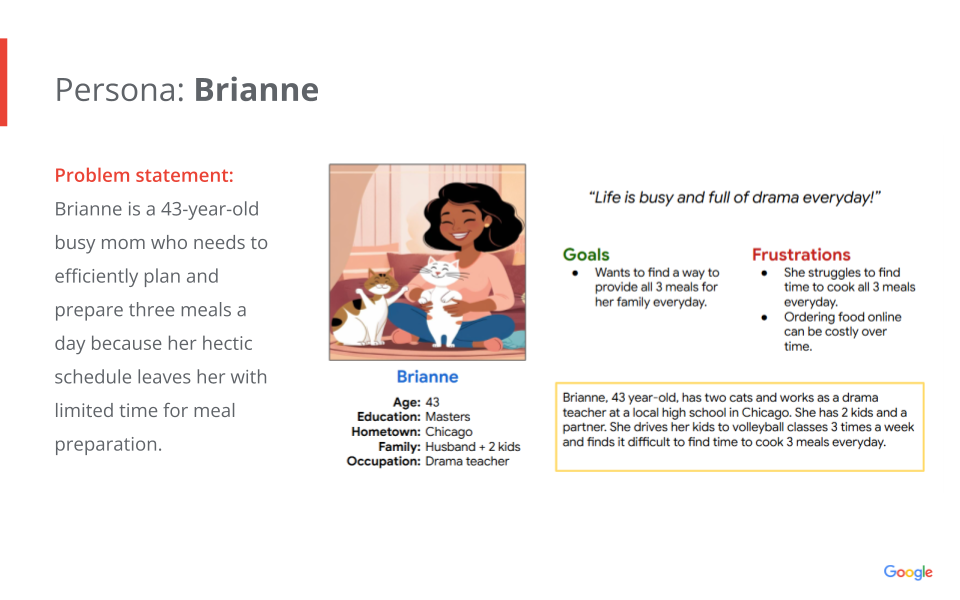 Persona: Brianne
Problem statement:
Brianne is a 43-year-old
busy mom who needs to
efficiently plan and
prepare three meals a
day because her hectic
schedule leaves her with
limited time for meal
preparation.
Brianne
Age: 43
Education: Masters
Hometown: Chicago
Family: Husband + 2 kids
Occupation: Drama teacher
“Life is busy and full of drama everyday!”
Goals
● Wants to find a way to
provide all 3 meals for
her family everyday.
Frustrations
● She struggles to find
time to cook all 3 meals
everyday.
● Ordering food online
can be costly over
time.
Brianne, 43 year-old, has two cats and works as a drama
teacher at a local high school in Chicago. She has 2 kids and a
partner. She drives her kids to volleyball classes 3 times a week
and finds it difficult to find time to cook 3 meals everyday.
Google